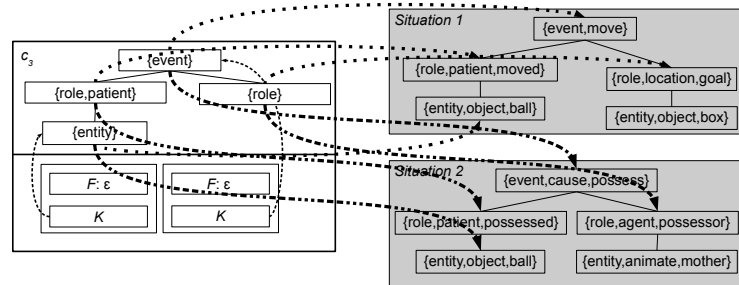 c3
{event}
{role,patient}
{role}
{entity}
F: ε
F: ε
K
K
Situation 1
{event,move}
{role,patient,moved}
{role,location,goal}
{entity,object,ball}
{entity,object,box}
Situation 2
{event,cause,possess}
{role,patient,possessed}
{role,agent,possessor}
{entity,object,ball}
{entity,animate,mother}